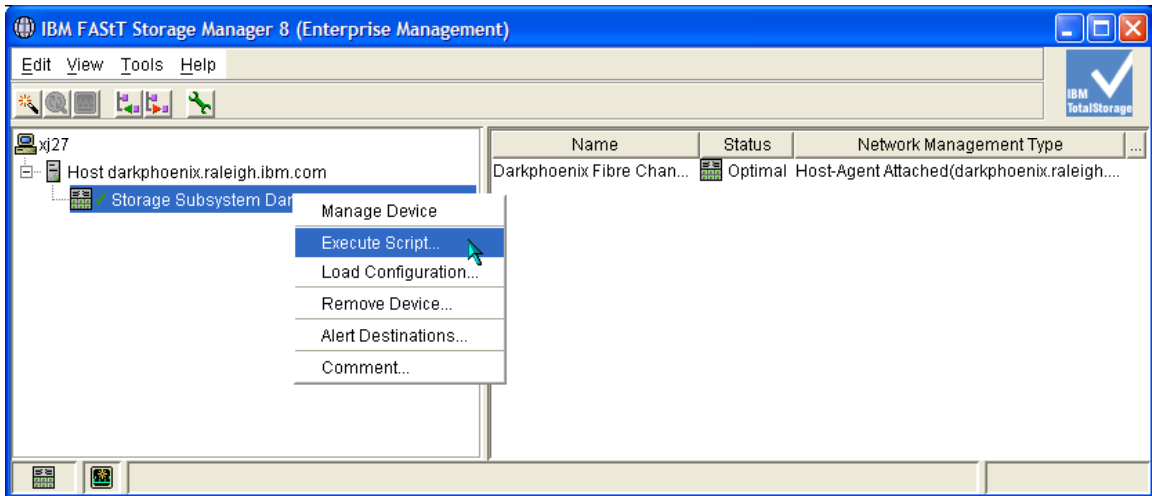 IBM FAStT Storage Manager 8 (Enterprise Management)
Edit View Tools Help
IBM
TotalStorage
xj27
Host darkphoenix.raleigh.ibm.com
Storage Subsystem Dar
Manage Device
Execute Script...
Load Configuration...
Remove Device...
Alert Destinations...
Comment...
Name Status Network Management Type ...
Darkphoenix Fibre Chan... Optimal Host-Agent Attached(darkphoenix.raleigh....